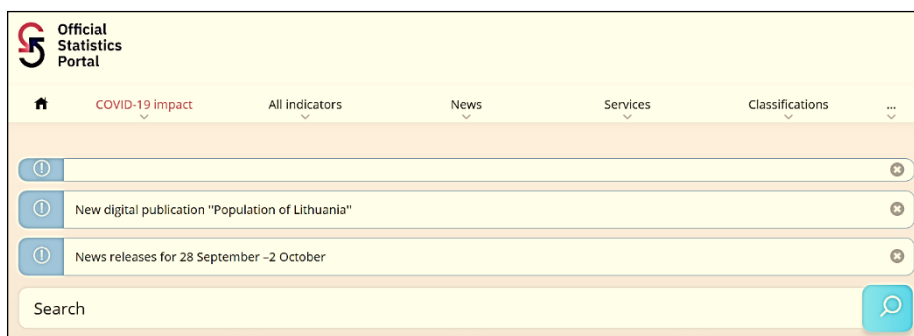 Official
Statistics
Portal
COVID-19 impact All indicators News Services Classifications ...
New digital publication "Population of Lithuania"
News releases for 28 September –2 October
Search